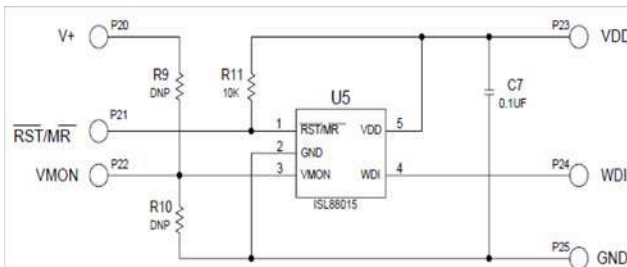 P20
P23
V+
VDD
R9
DNP
R11
10K
C7
0.1UF
U5
P21
RST/MR
1
RST/MR
VDD
5
2
GND
P22
P24
VMON
3
VMON
WDI
4
WDI
ISL88015
R10
DNP
P25
GND